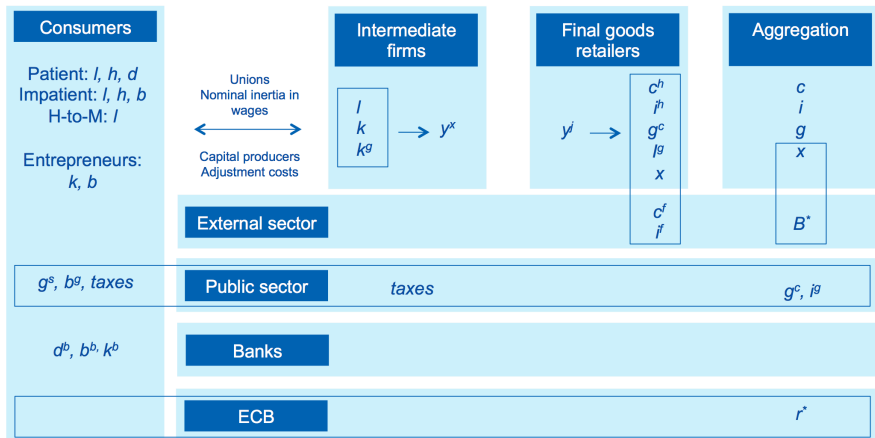 Consumers
Patient: l, h, d
Impatient: l, h, b
H-to-M: l
Entrepreneurs:
k, b
Unions
Nominal inertia in
wages
Capital producers
Adjustment costs
Intermediate
firms
l
k
kᵍ
yˣ
Final goods
retailers
yʲ
cʰ
iʰ
gᶜ
Iᵍ
x
cᶠ
iᶠ
Aggregation
c
i
g
x
B*
External sector
gˢ, bᵍ, taxes
Public sector
taxes
gᶜ, iᵍ
dᵇ, bᵇ, kᵇ
Banks
ECB
r*